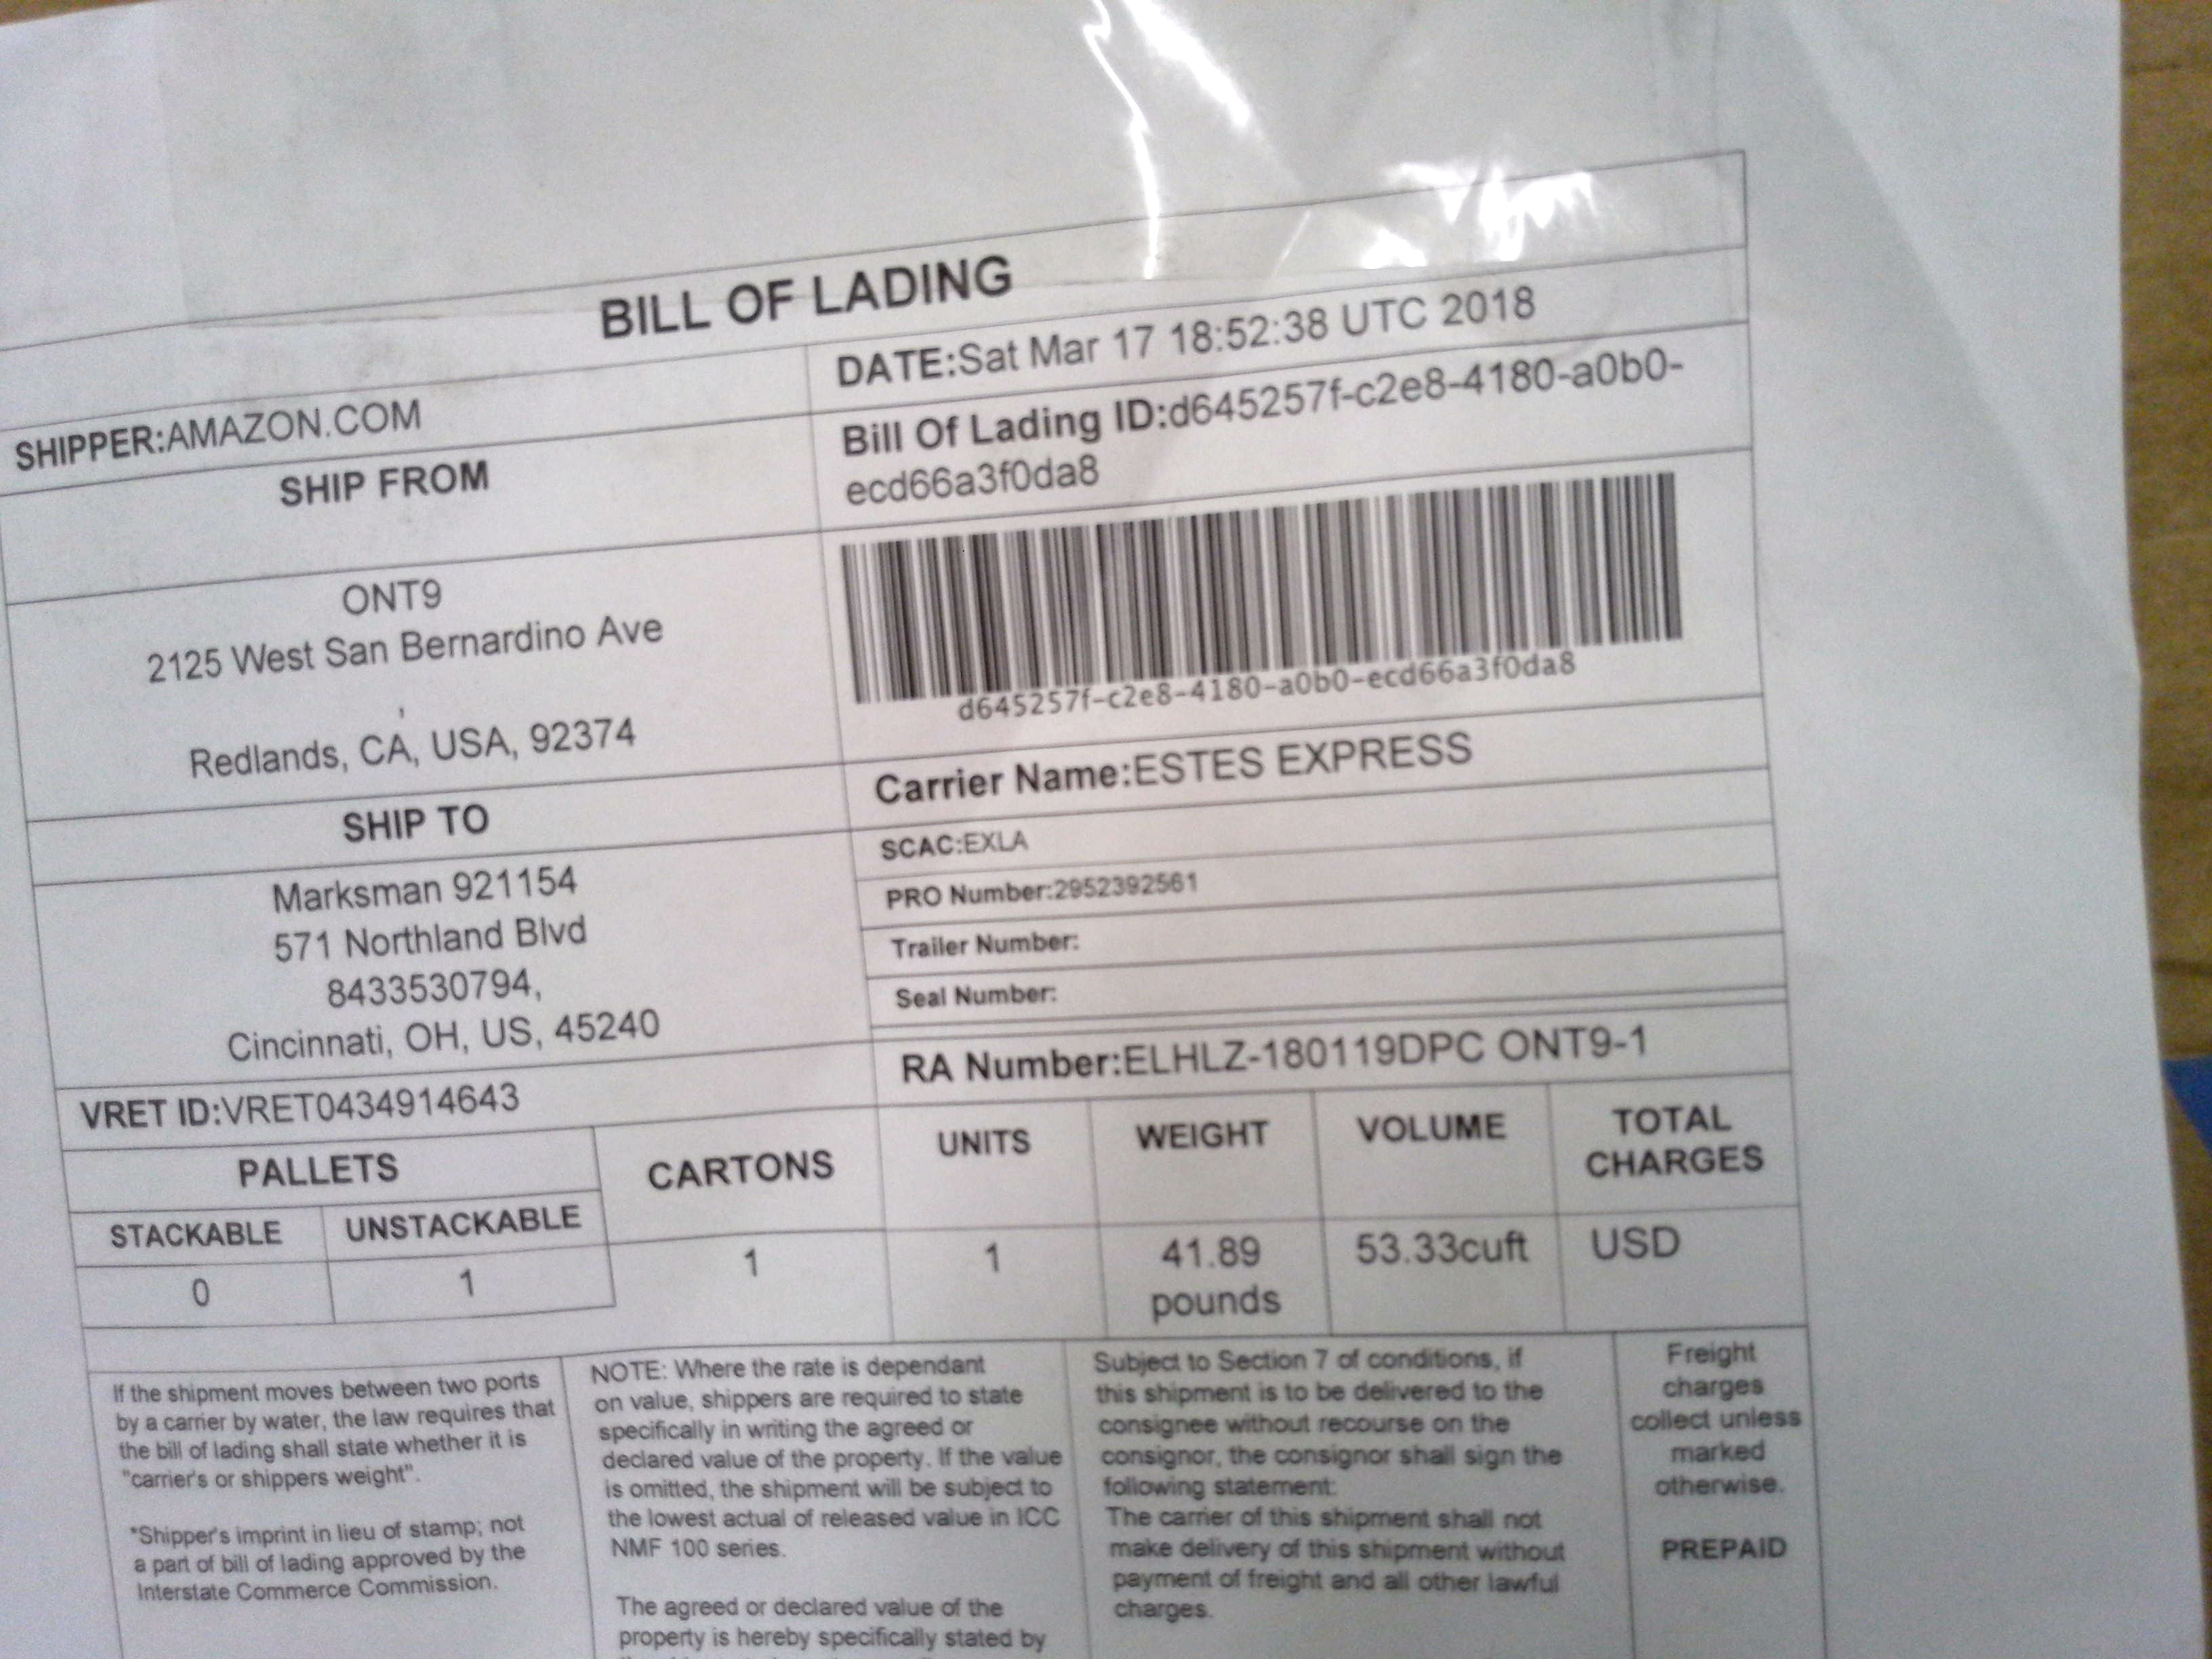 BILL OF LADING
SHIPPER:AMAZON.COM
DATE:Sat Mar 17 18:52:38 UTC 2018
SHIP FROM
Bill Of Lading ID:d645257f-c2e8-4180-a0b0-
ecd66a3f0da8
ONT9
2125 West San Bernardino Ave
,
Redlands, CA, USA, 92374
d645257f-c2e8-4180-a0b0-ecd66a3f0da8
SHIP TO
Carrier Name:ESTES EXPRESS
Marksman 921154
571 Northland Blvd
8433530794,
Cincinnati, OH, US, 45240
SCAC:EXLA
PRO Number:2952392561
Trailer Number:
Seal Number:
VRET ID:VRET0434914643
RA Number:ELHLZ-180119DPC ONT9-1
PALLETS
CARTONS
UNITS
WEIGHT
VOLUME
TOTAL
CHARGES
STACKABLE
UNSTACKABLE
0
1
1
1
41.89
pounds
53.33cuft
USD
If the shipment moves between two ports
by a carrier by water, the law requires that
the bill of lading shall state whether it is
"carrier's or shippers weight".
*Shipper's imprint in lieu of stamp; not
a part of bill of lading approved by the
Interstate Commerce Commission.
NOTE: Where the rate is dependant
on value, shippers are required to state
specifically in writing the agreed or
declared value of the property. If the value
is omitted, the shipment will be subject to
the lowest actual of released value in ICC
NMF 100 series.
The agreed or declared value of the
property is hereby specifically stated by
Subject to Section 7 of conditions, if
this shipment is to be delivered to the
consignee without recourse on the
consignor, the consignor shall sign the
following statement:
The carrier of this shipment shall not
make delivery of this shipment without
payment of freight and all other lawful
charges.
Freight
charges
collect unless
marked
otherwise.
PREPAID